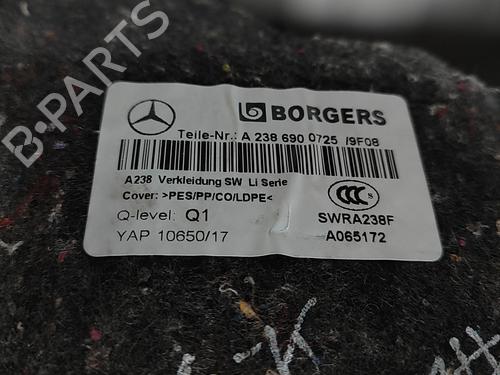 B·PARTS
BORGERS
Teile-Nr.: A 238 690 0725 /9F08
A238 Verkleidung SW Li Serie
Cover: >PES/PP/CO/LDPE<
CCC S
Q-level: Q1
SWRA238F
YAP 10650/17
A065172